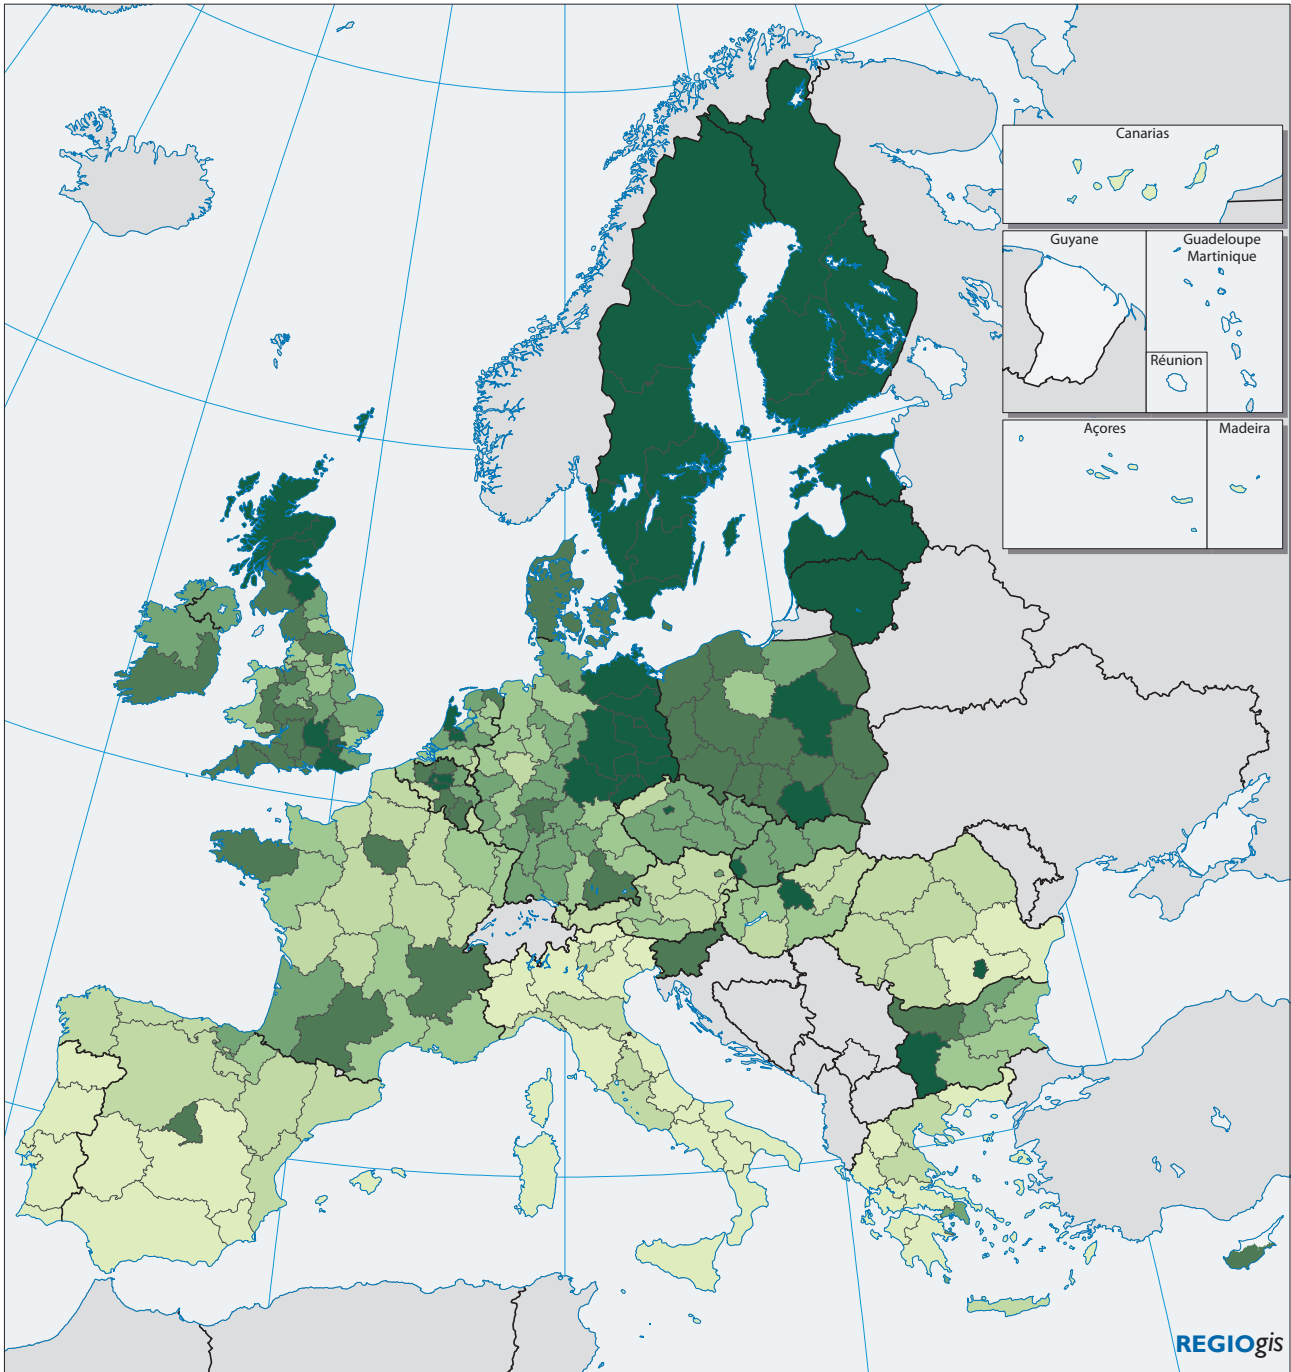 Canarias
Guyane
Guadeloupe
Martinique
Réunion
Açores
Madeira
REGIOgis